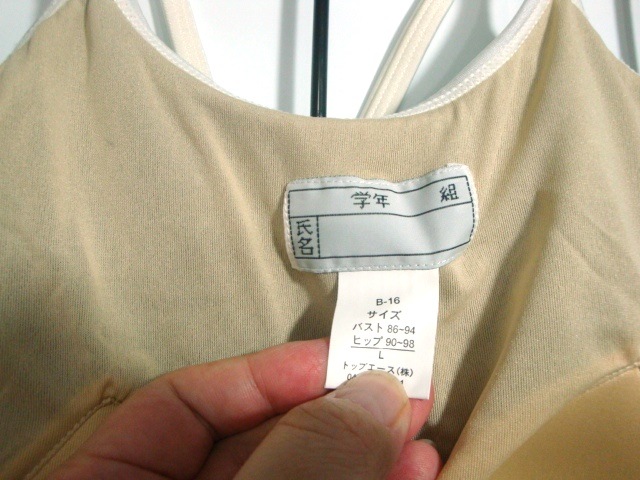 学年 組
氏名
B-16
サイズ
バスト 86~94
ヒップ 90~98
L
トップエース(株)